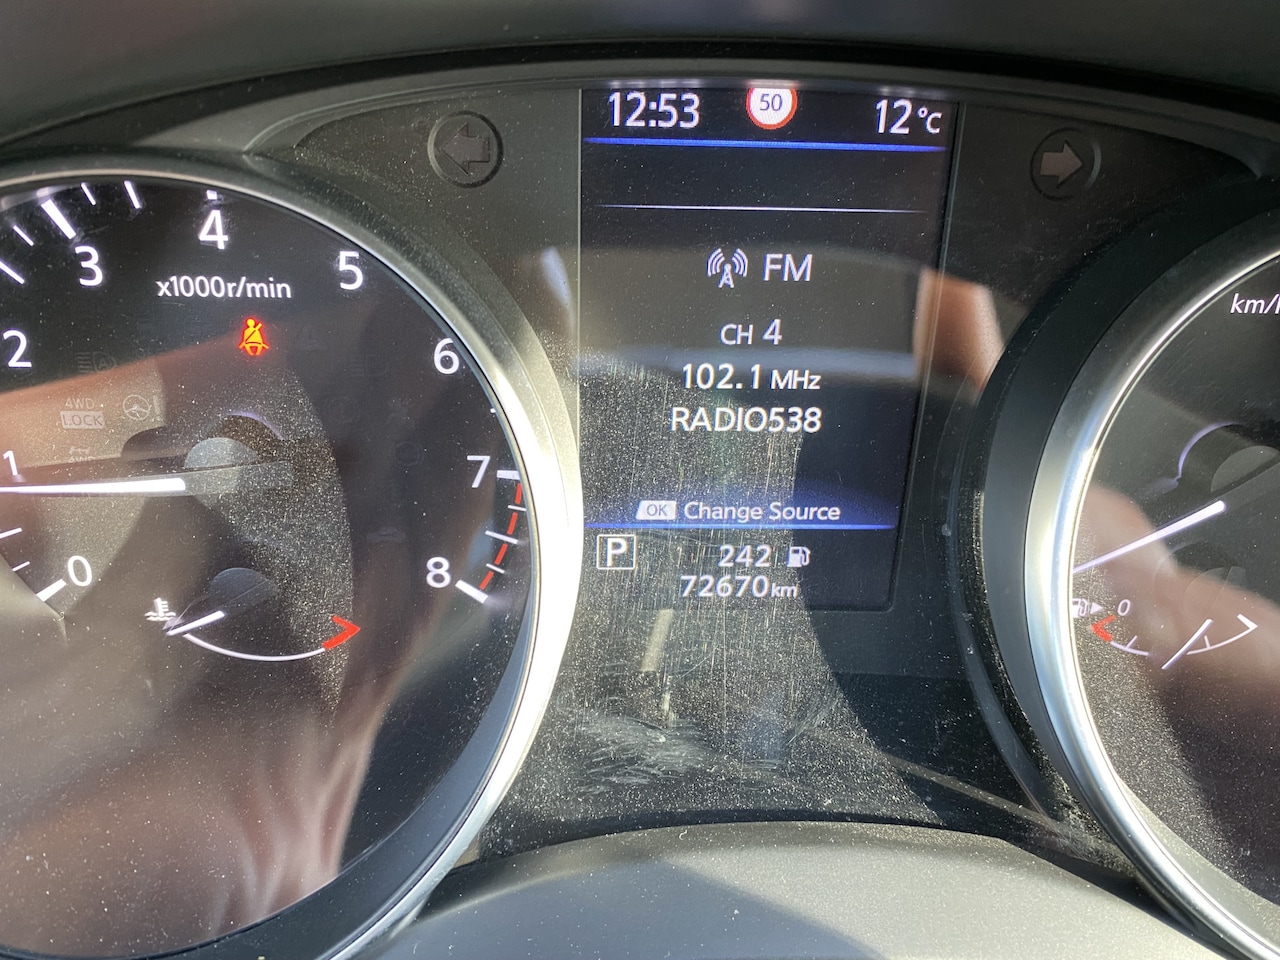 12:53 50 12°C
FM
CH 4
102.1 MHz
RADIO538
OK Change Source
P 242
72670km
0
1
2
3
4
5
6
7
8
x1000r/min
4WD
LOCK
km/
0